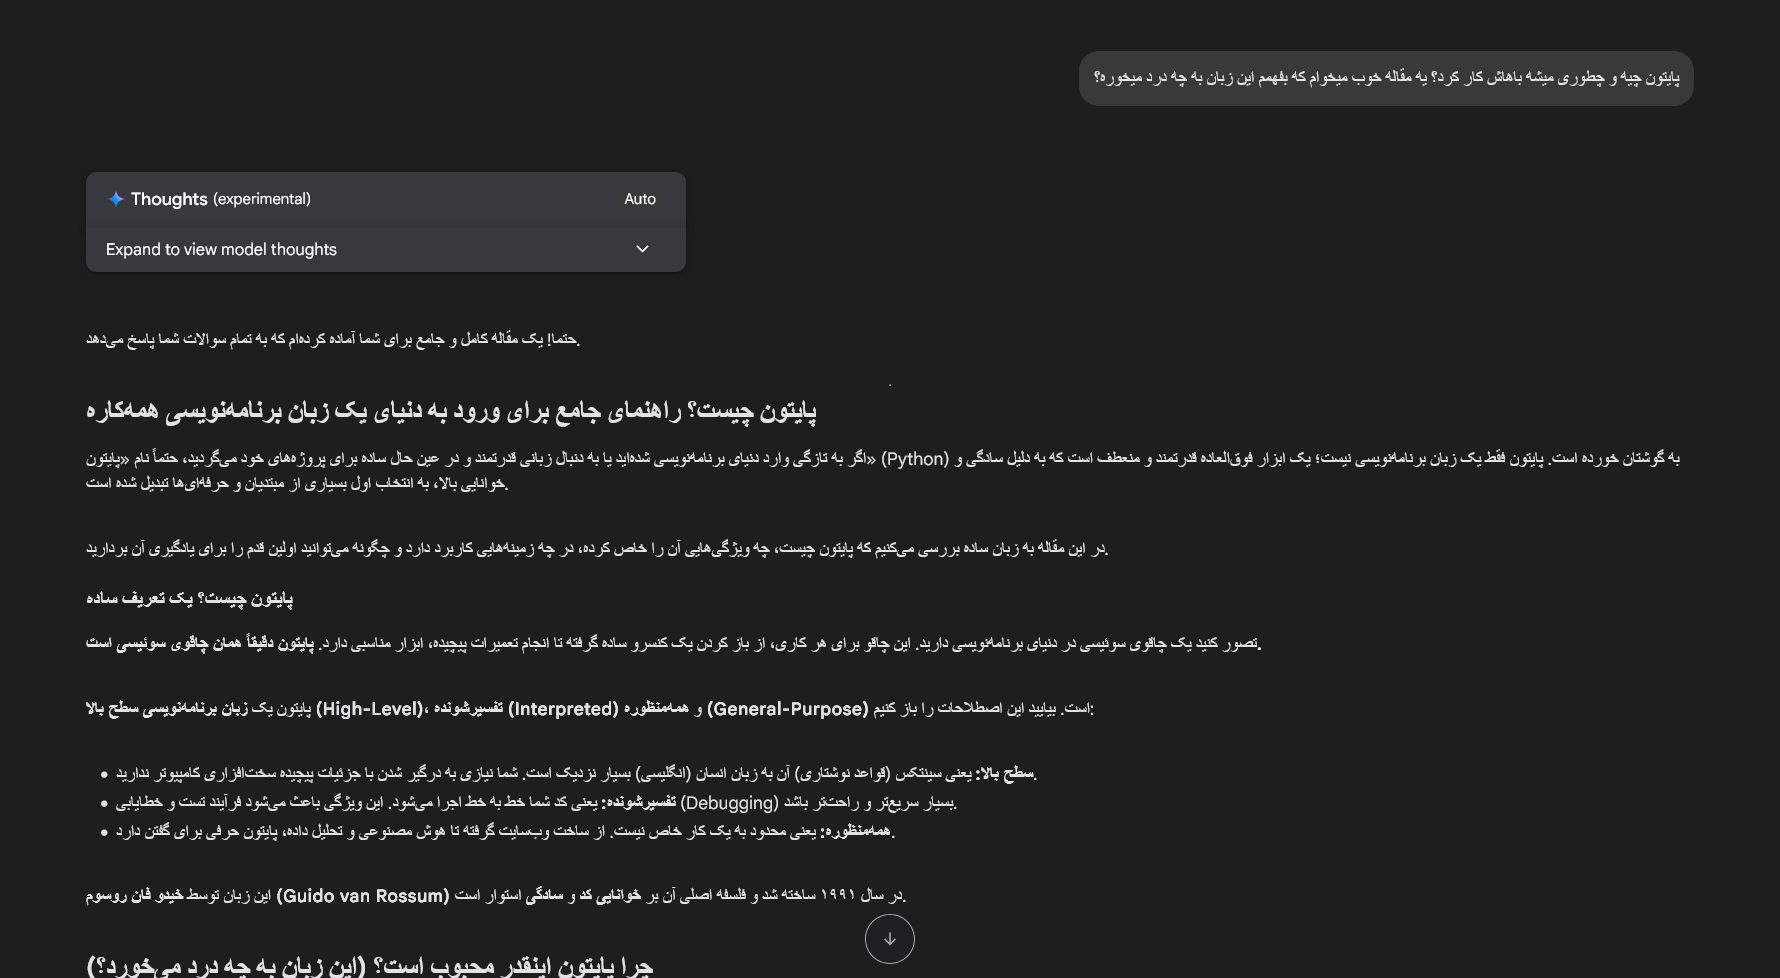 پایتون چیه و چطوری میشه باهاش کار کرد؟ یه مقاله خوب میخوام که بفهمم این زبان به چه درد میخوره؟
Thoughts (experimental) Auto
Expand to view model thoughts
حتما! یک مقاله کامل و جامع برای شما آماده کرده‌ام که به تمام سوالات شما پاسخ می‌دهد.
پایتون چیست؟ راهنمای جامع برای ورود به دنیای یک زبان برنامه‌نویسی همه‌کاره
اگر به تازگی وارد دنیای برنامه‌نویسی شده‌اید یا به دنبال زبانی قدرتمند و در عین حال ساده برای پروژه‌های خود می‌گردید، حتماً نام «پایتون» (Python) به گوشتان خورده است. پایتون فقط یک زبان برنامه‌نویسی نیست؛ یک ابزار فوق‌العاده قدرتمند و منعطف است که به دلیل سادگی و
خوانایی بالا، به انتخاب اول بسیاری از مبتدیان و حرفه‌ای‌ها تبدیل شده است.
در این مقاله به زبان ساده بررسی می‌کنیم که پایتون چیست، چه ویژگی‌هایی آن را خاص کرده، در چه زمینه‌هایی کاربرد دارد و چگونه می‌توانید اولین قدم را برای یادگیری آن بردارید.
پایتون چیست؟ یک تعریف ساده
تصور کنید یک چاقوی سوئیسی در دنیای برنامه‌نویسی دارید. این چاقو برای هر کاری، از باز کردن یک کنسرو ساده گرفته تا انجام تعمیرات پیچیده، ابزار مناسبی دارد. پایتون دقیقاً همان چاقوی سوئیسی است.
پایتون یک زبان برنامه‌نویسی سطح بالا (High-Level)، تفسیرشونده (Interpreted) و همه‌منظوره (General-Purpose) است. بیایید این اصطلاحات را باز کنیم:
• سطح بالا: یعنی سینتکس (قواعد نوشتاری) آن به زبان انسان (انگلیسی) بسیار نزدیک است. شما نیازی به درگیر شدن با جزئیات پیچیده سخت‌افزاری کامپیوتر ندارید.
• تفسیرشونده: یعنی کد شما خط به خط اجرا می‌شود. این ویژگی باعث می‌شود فرآیند تست و خطایابی (Debugging) بسیار سریع‌تر و راحت‌تر باشد.
• همه‌منظوره: یعنی محدود به یک کار خاص نیست. از ساخت وب‌سایت گرفته تا هوش مصنوعی و تحلیل داده، پایتون حرفی برای گفتن دارد.
این زبان توسط خیدو فان روسوم (Guido van Rossum) در سال ۱۹۹۱ ساخته شد و فلسفه اصلی آن بر خوانایی کد و سادگی استوار است.
چرا پایتون اینقدر محبوب است؟ (این زبان به چه درد می‌خورد؟)